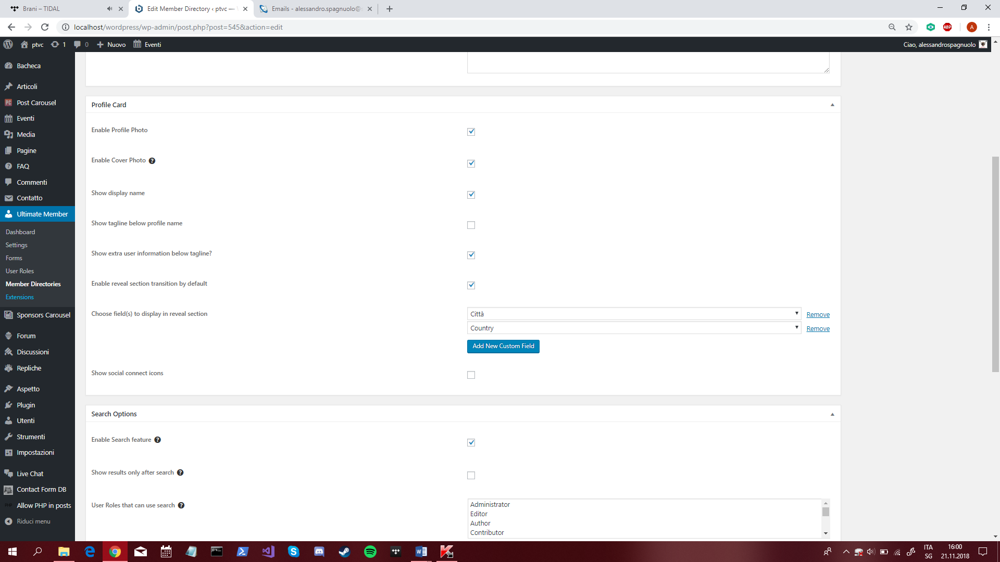 Brani – TIDAL
Edit Member Directory ‹ ptvc —
Emails - alessandro.spagnuolo@
localhost/wordpress/wp-admin/post.php?post=545&action=edit
ABP
A
ptvc
1
0
Nuovo
Eventi
Ciao, alessandrospagnuolo
Bacheca
Articoli
Post Carousel
Eventi
Media
Pagine
FAQ
Commenti
Contatto
Ultimate Member
Dashboard
Settings
Forms
User Roles
Member Directories
Extensions
Sponsors Carousel
Forum
Discussioni
Repliche
Aspetto
Plugin
Utenti
Strumenti
Impostazioni
Live Chat
Contact Form DB
Allow PHP in posts
Riduci menu
Profile Card
Enable Profile Photo
Enable Cover Photo ?
Show display name
Show tagline below profile name
Show extra user information below tagline?
Enable reveal section transition by default
Choose field(s) to display in reveal section
Città
Remove
Country
Remove
Add New Custom Field
Show social connect icons
Search Options
Enable Search feature ?
Show results only after search ?
User Roles that can use search ?
Administrator
Editor
Author
Contributor
ITA
SG
16:00
21.11.2018